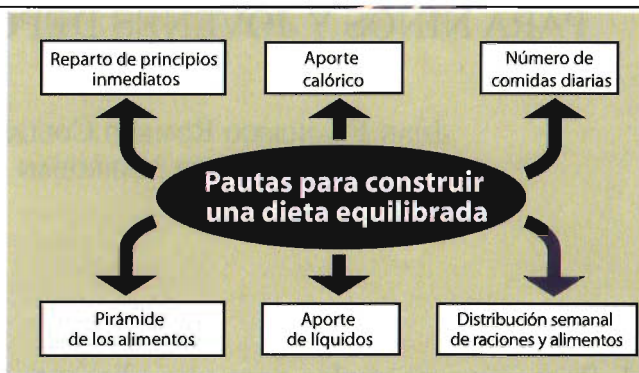 Reparto de principios
inmediatos
Aporte
calórico
Número de
comidas diarias
Pautas para construir
una dieta equilibrada
Pirámide
de los alimentos
Aporte
de líquidos
Distribución semanal
de raciones y alimentos